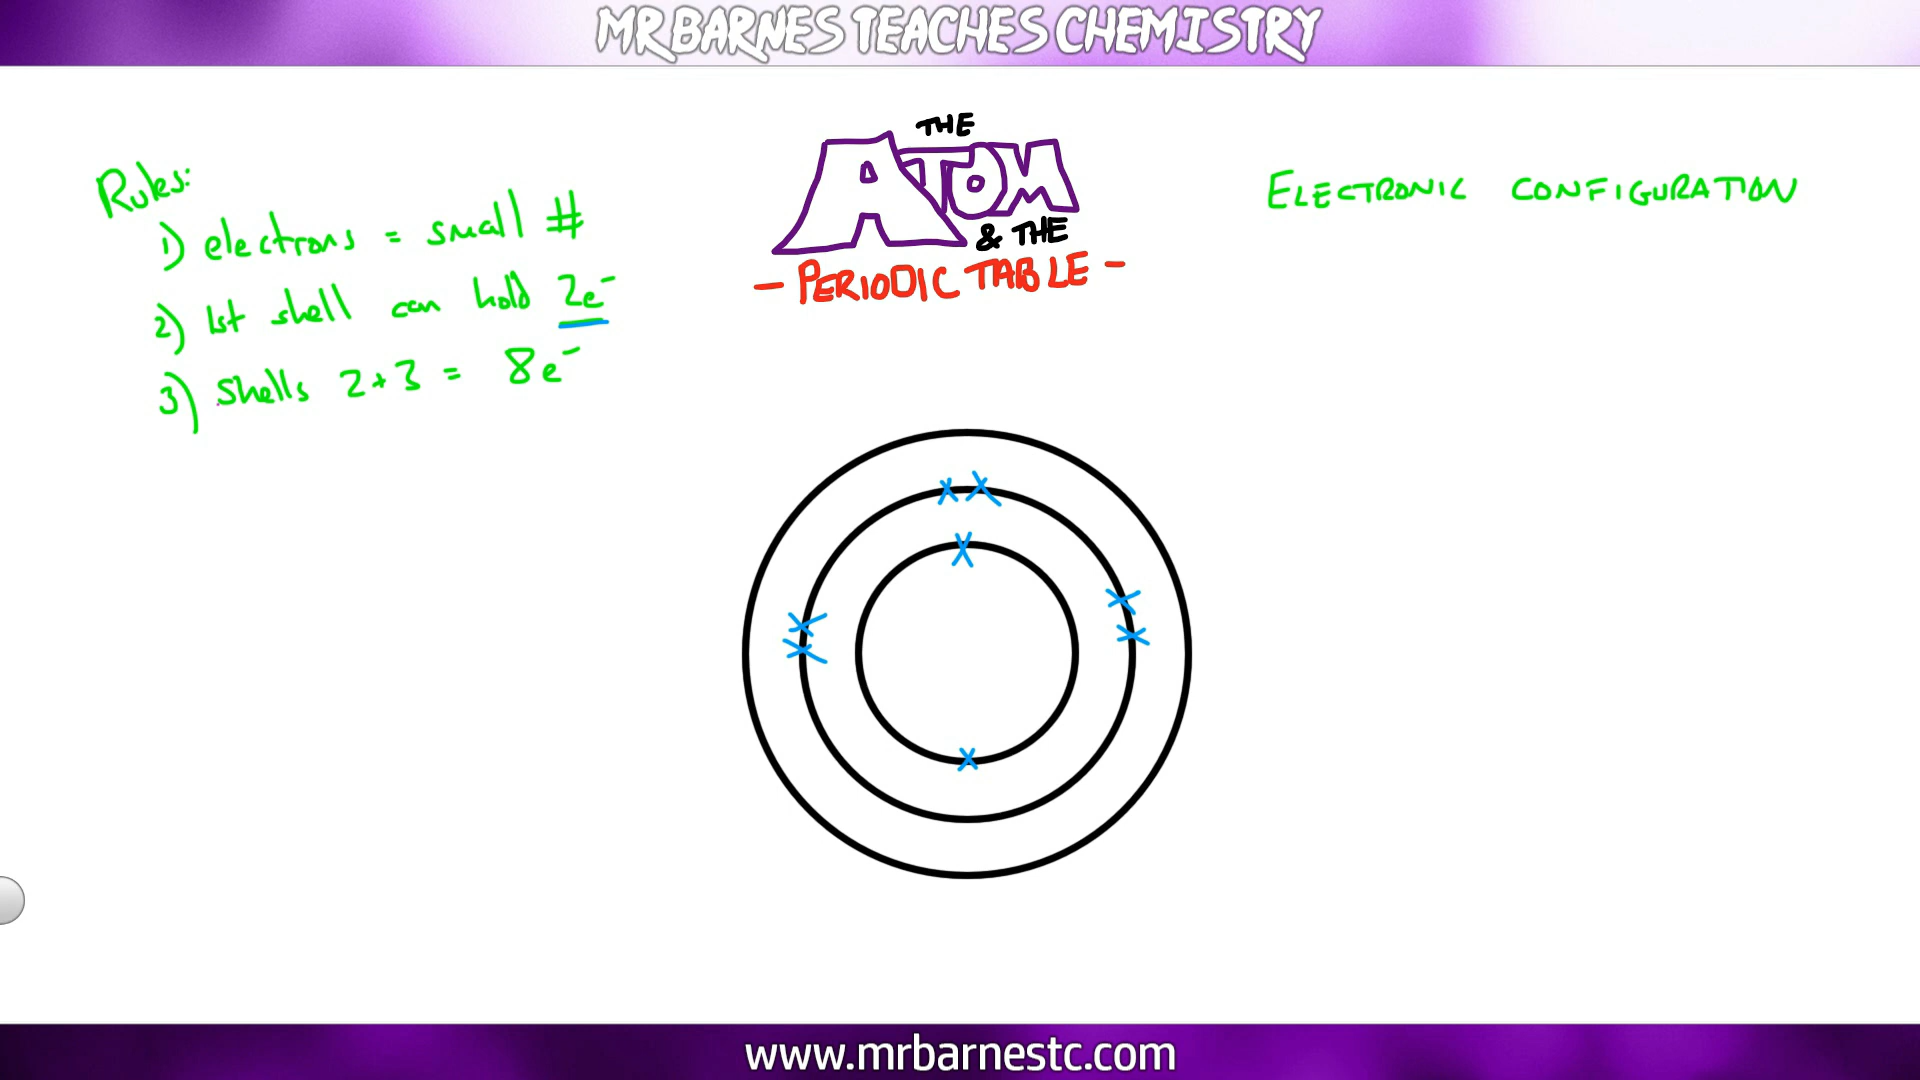 MR BARNES TEACHES CHEMISTRY
THE
ATOM
& THE
- PERIODIC TABLE -
Rules:
1) electrons = small #
2) 1st shell can hold 2e⁻
3) Shells 2+3 = 8e⁻
ELECTRONIC CONFIGURATION
www.mrbarnestc.com